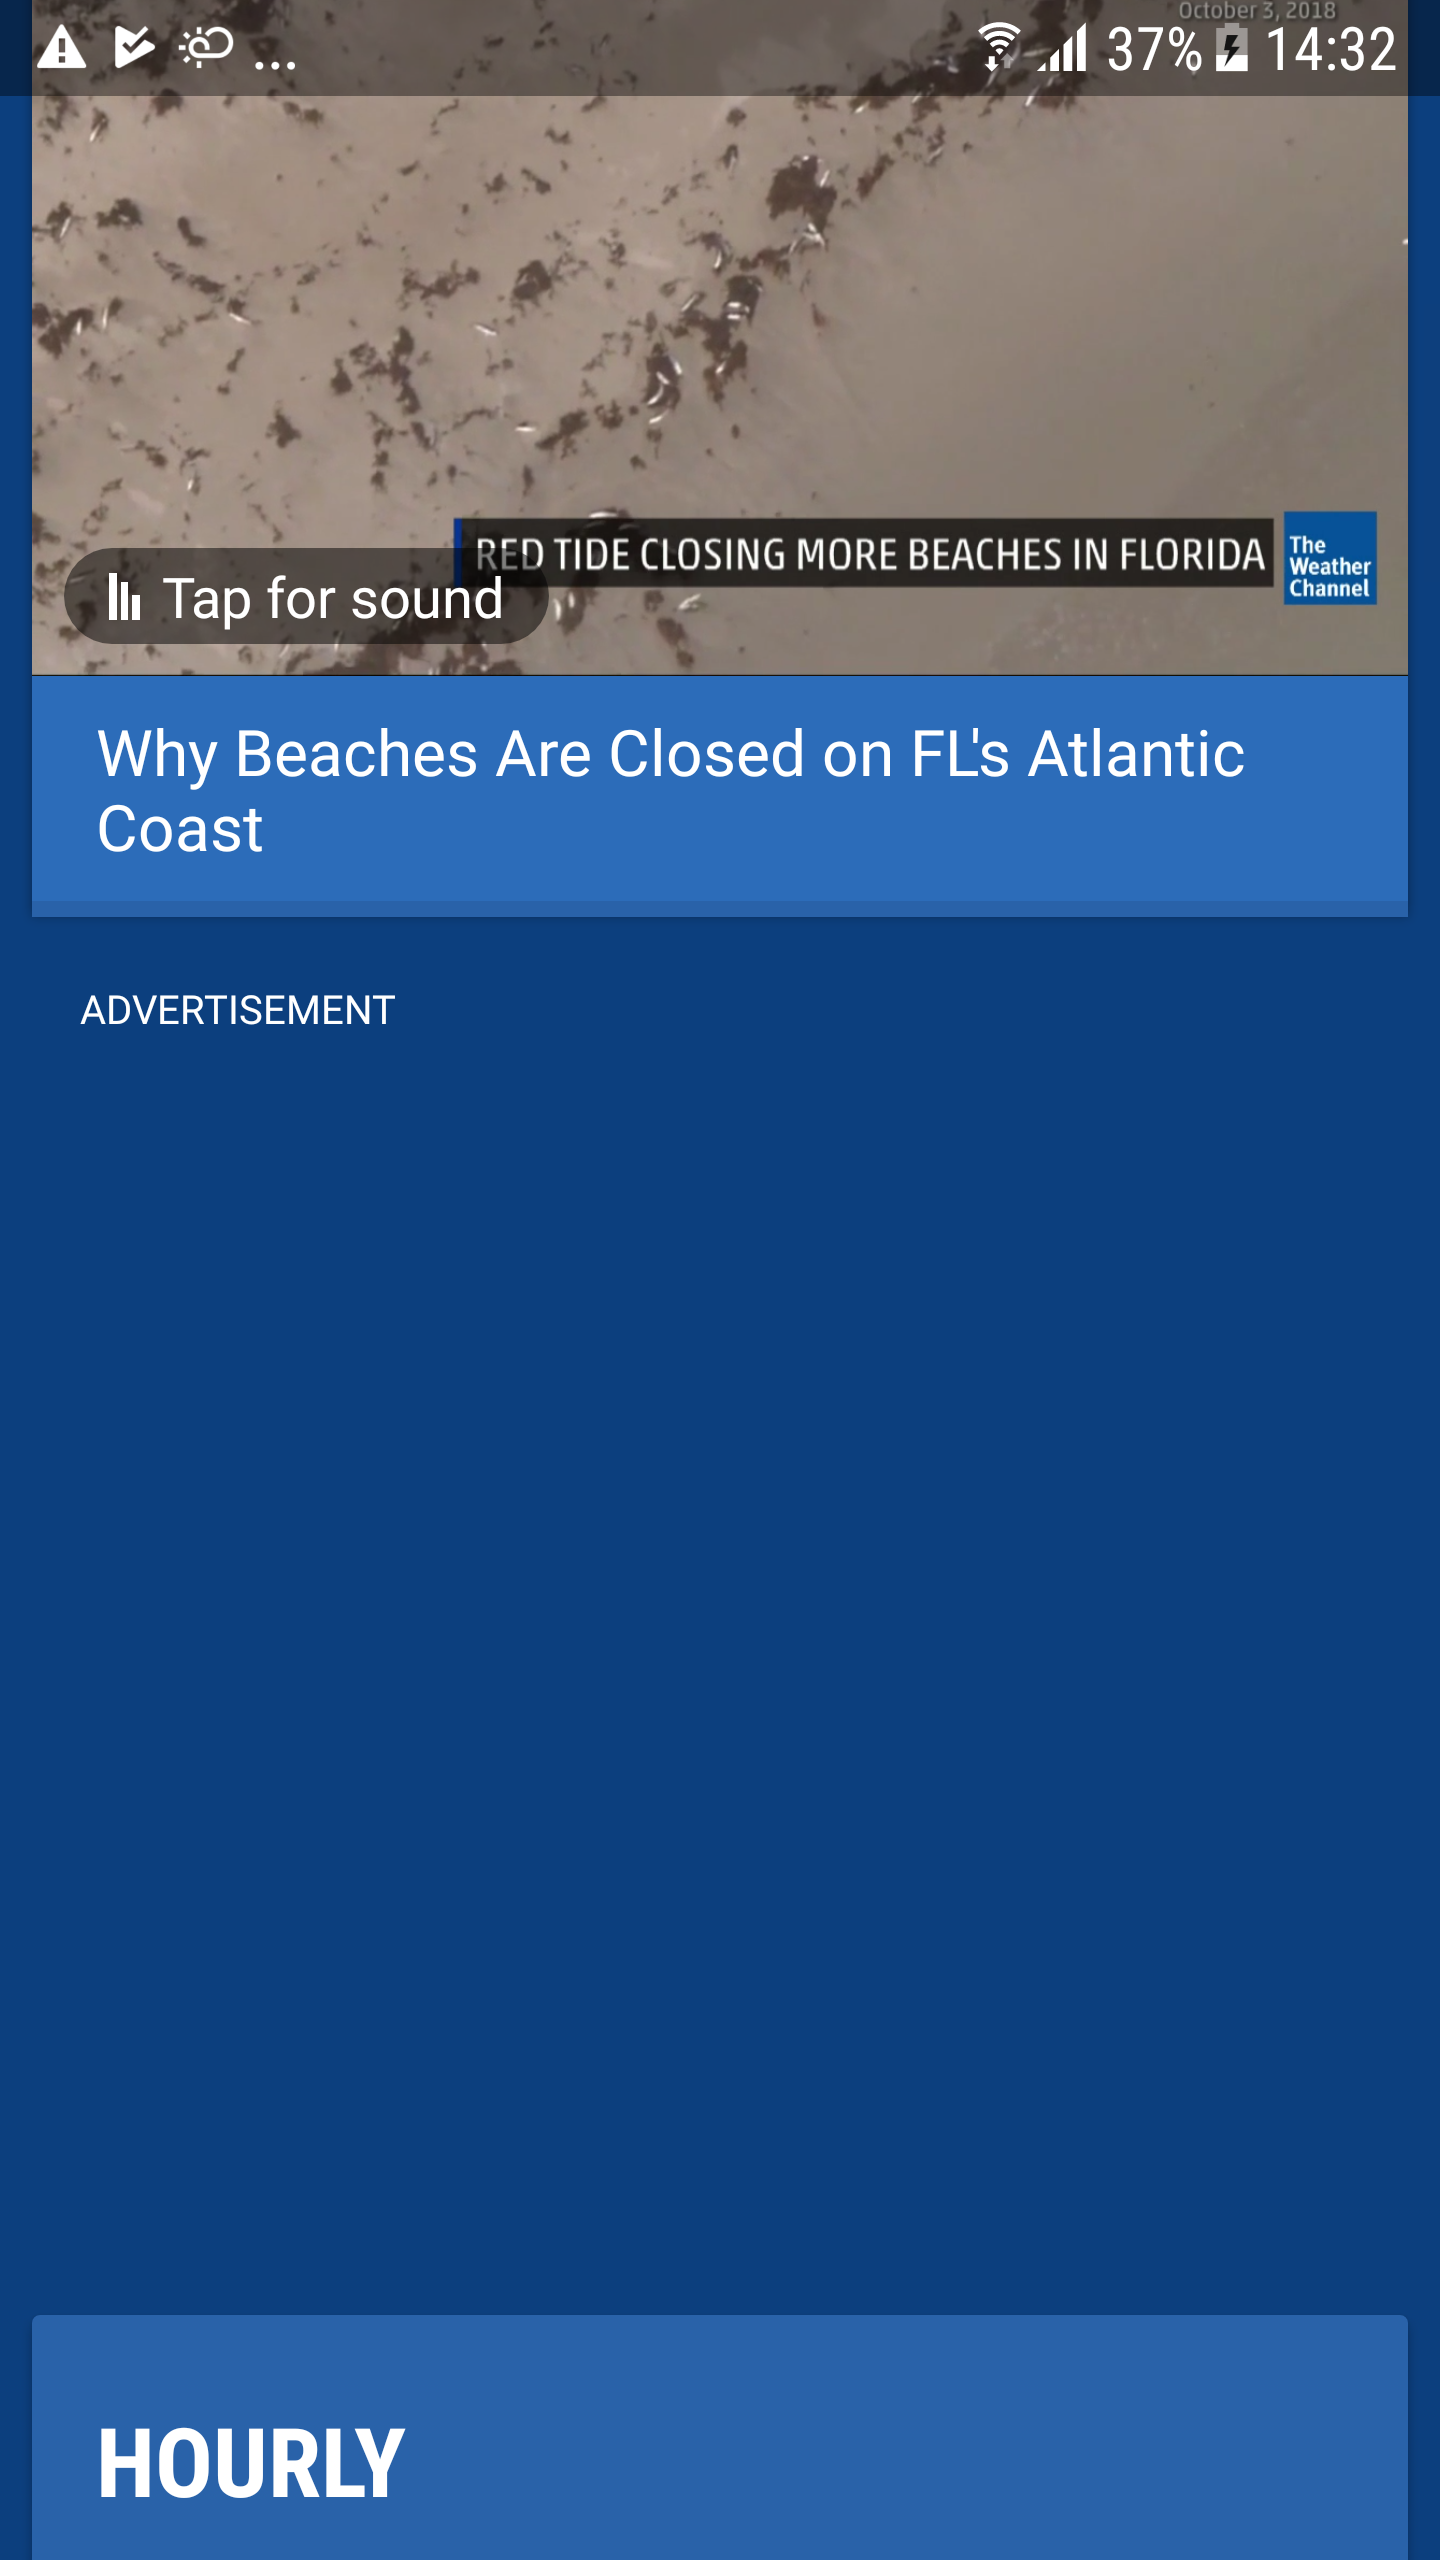 October 3, 2018
37% 14:32
RED TIDE CLOSING MORE BEACHES IN FLORIDA
The
Weather
Channel
Tap for sound
Why Beaches Are Closed on FL's Atlantic
Coast
ADVERTISEMENT
HOURLY